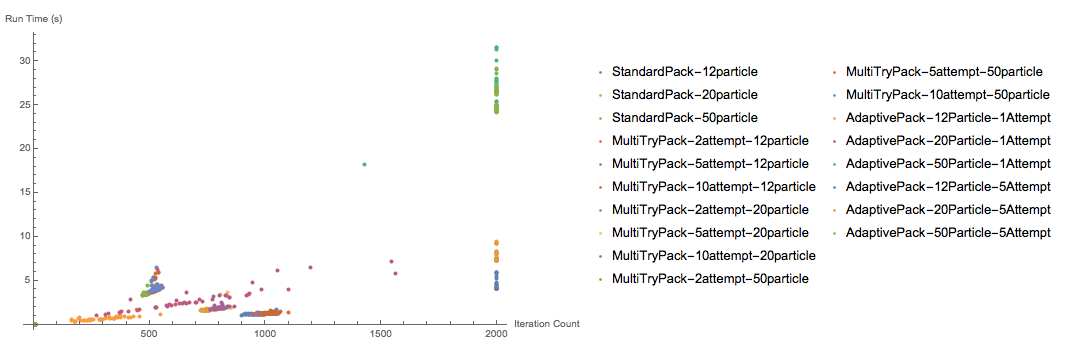 Run Time (s)
30
25
20
15
10
5
500
1000
1500
2000
Iteration Count
StandardPack-12particle
StandardPack-20particle
StandardPack-50particle
MultiTryPack-2attempt-12particle
MultiTryPack-5attempt-12particle
MultiTryPack-10attempt-12particle
MultiTryPack-2attempt-20particle
MultiTryPack-5attempt-20particle
MultiTryPack-10attempt-20particle
MultiTryPack-2attempt-50particle
MultiTryPack-5attempt-50particle
MultiTryPack-10attempt-50particle
AdaptivePack-12Particle-1Attempt
AdaptivePack-20Particle-1Attempt
AdaptivePack-50Particle-1Attempt
AdaptivePack-12Particle-5Attempt
AdaptivePack-20Particle-5Attempt
AdaptivePack-50Particle-5Attempt